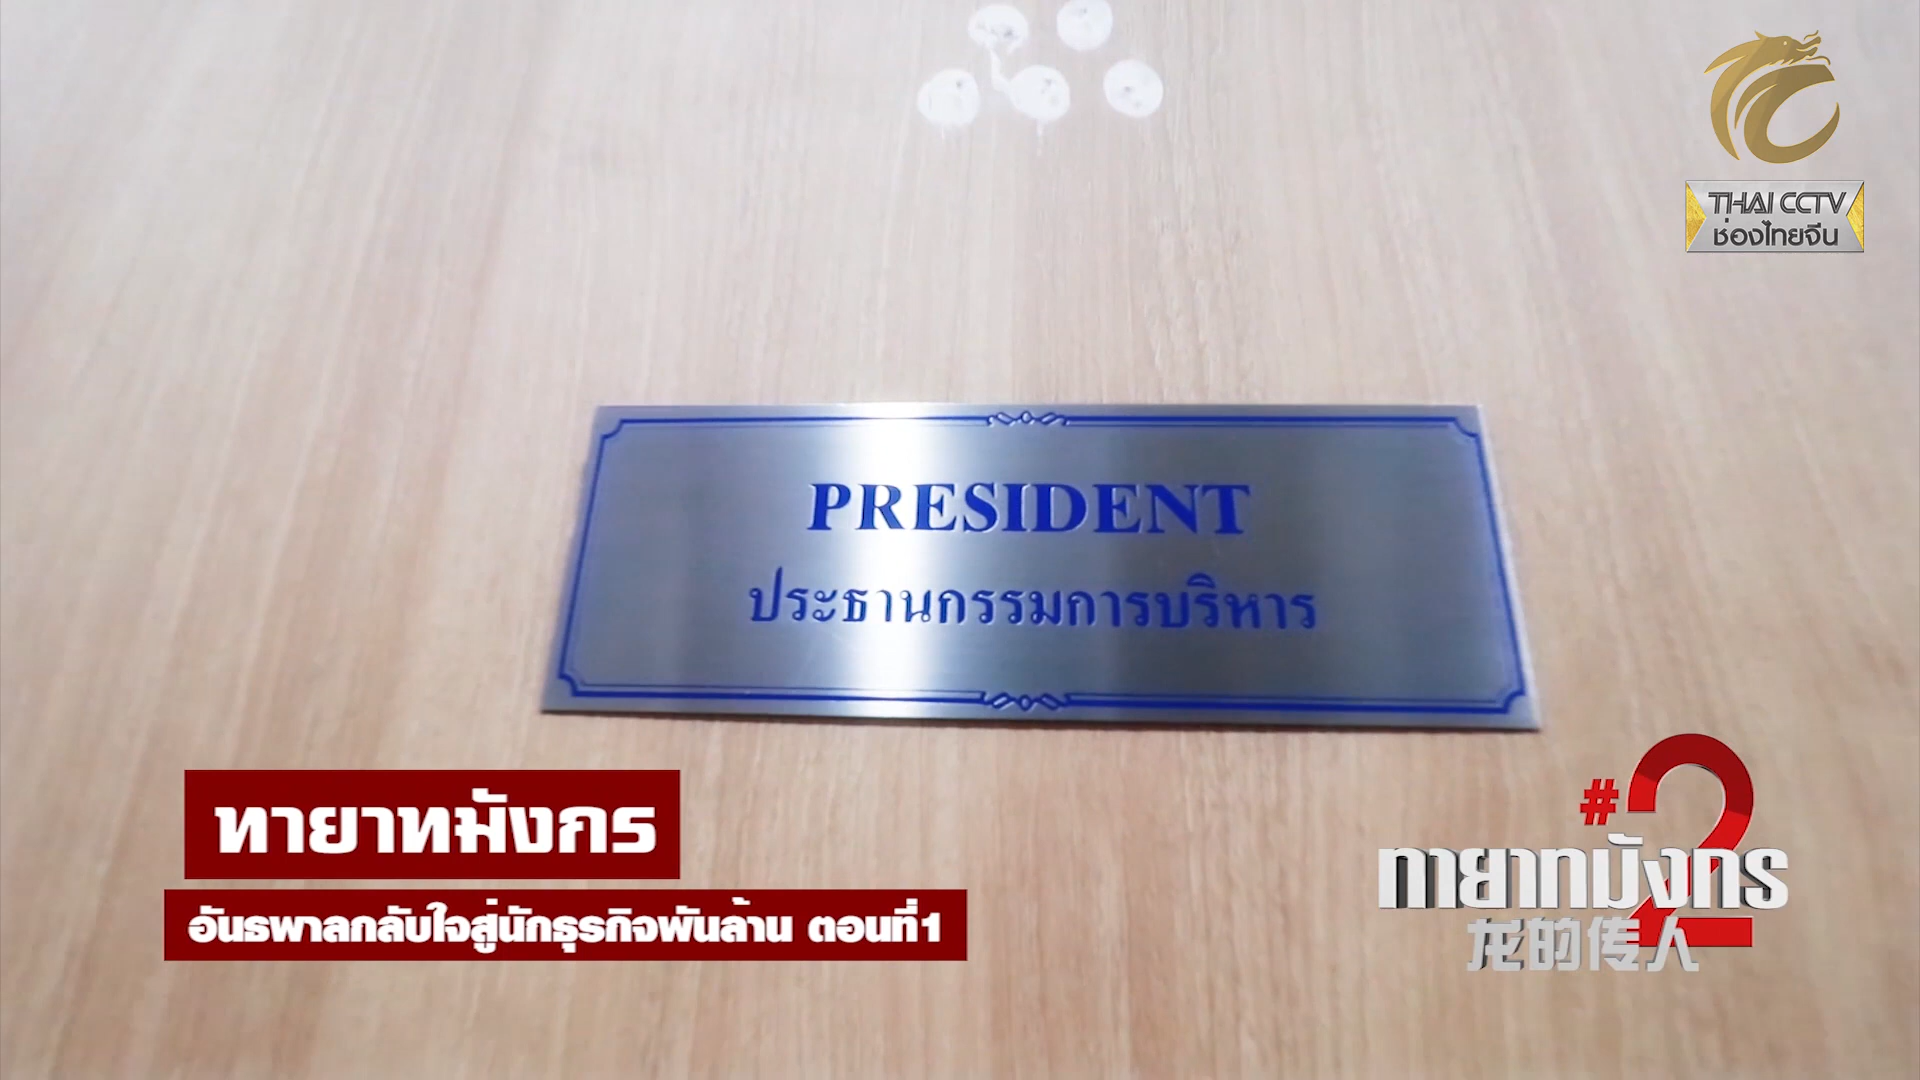 THAI CCTV
ช่องไทยจีน
PRESIDENT
ประธานกรรมการบริหาร
ทายาทมังกร
อันธพาลกลับใจสู่นักธุรกิจพันล้าน ตอนที่1
#2
ทายาทมังกร
龙的传人